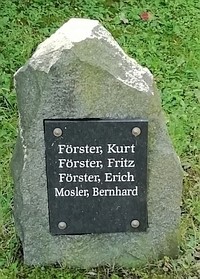 Förster, Kurt
Förster, Fritz
Förster, Erich
Mosler, Bernhard